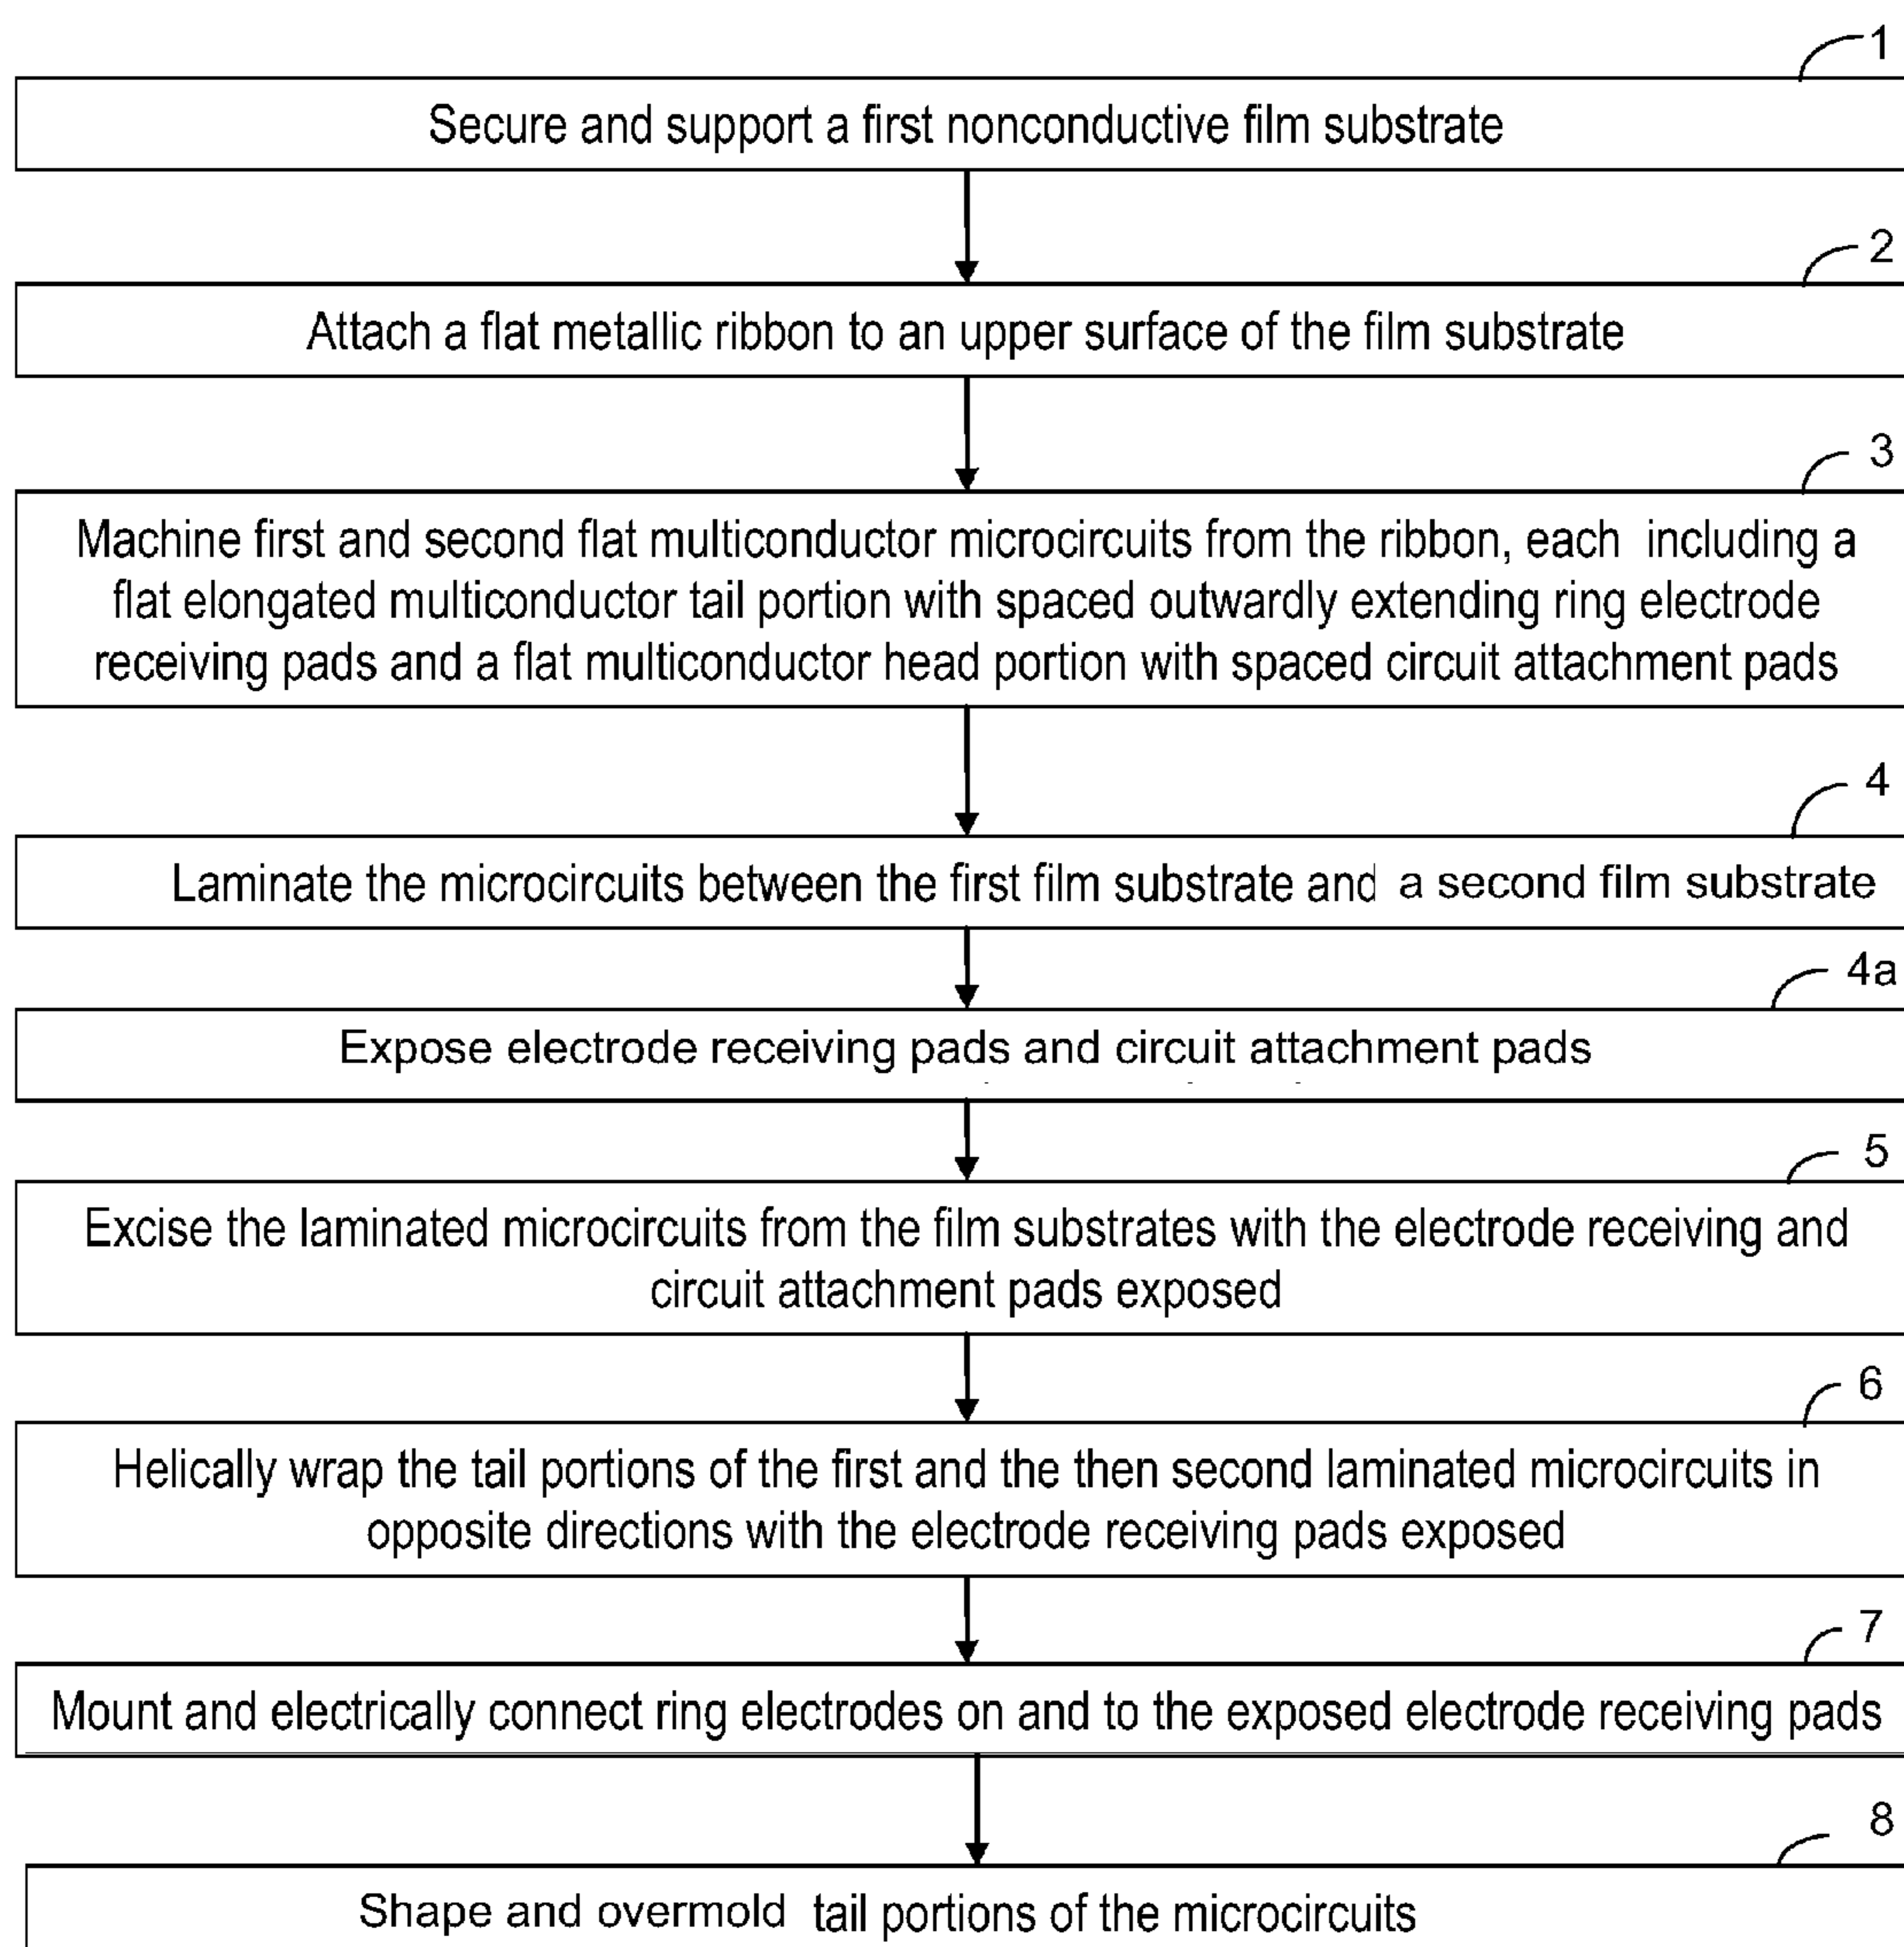 1
Secure and support a first nonconductive film substrate
2
Attach a flat metallic ribbon to an upper surface of the film substrate
3
Machine first and second flat multiconductor microcircuits from the ribbon, each including a
flat elongated multiconductor tail portion with spaced outwardly extending ring electrode
receiving pads and a flat multiconductor head portion with spaced circuit attachment pads
4
Laminate the microcircuits between the first film substrate and a second film substrate
4a
Expose electrode receiving pads and circuit attachment pads
5
Excise the laminated microcircuits from the film substrates with the electrode receiving and
circuit attachment pads exposed
6
Helically wrap the tail portions of the first and the then second laminated microcircuits in
opposite directions with the electrode receiving pads exposed
7
Mount and electrically connect ring electrodes on and to the exposed electrode receiving pads
8
Shape and overmold tail portions of the microcircuits